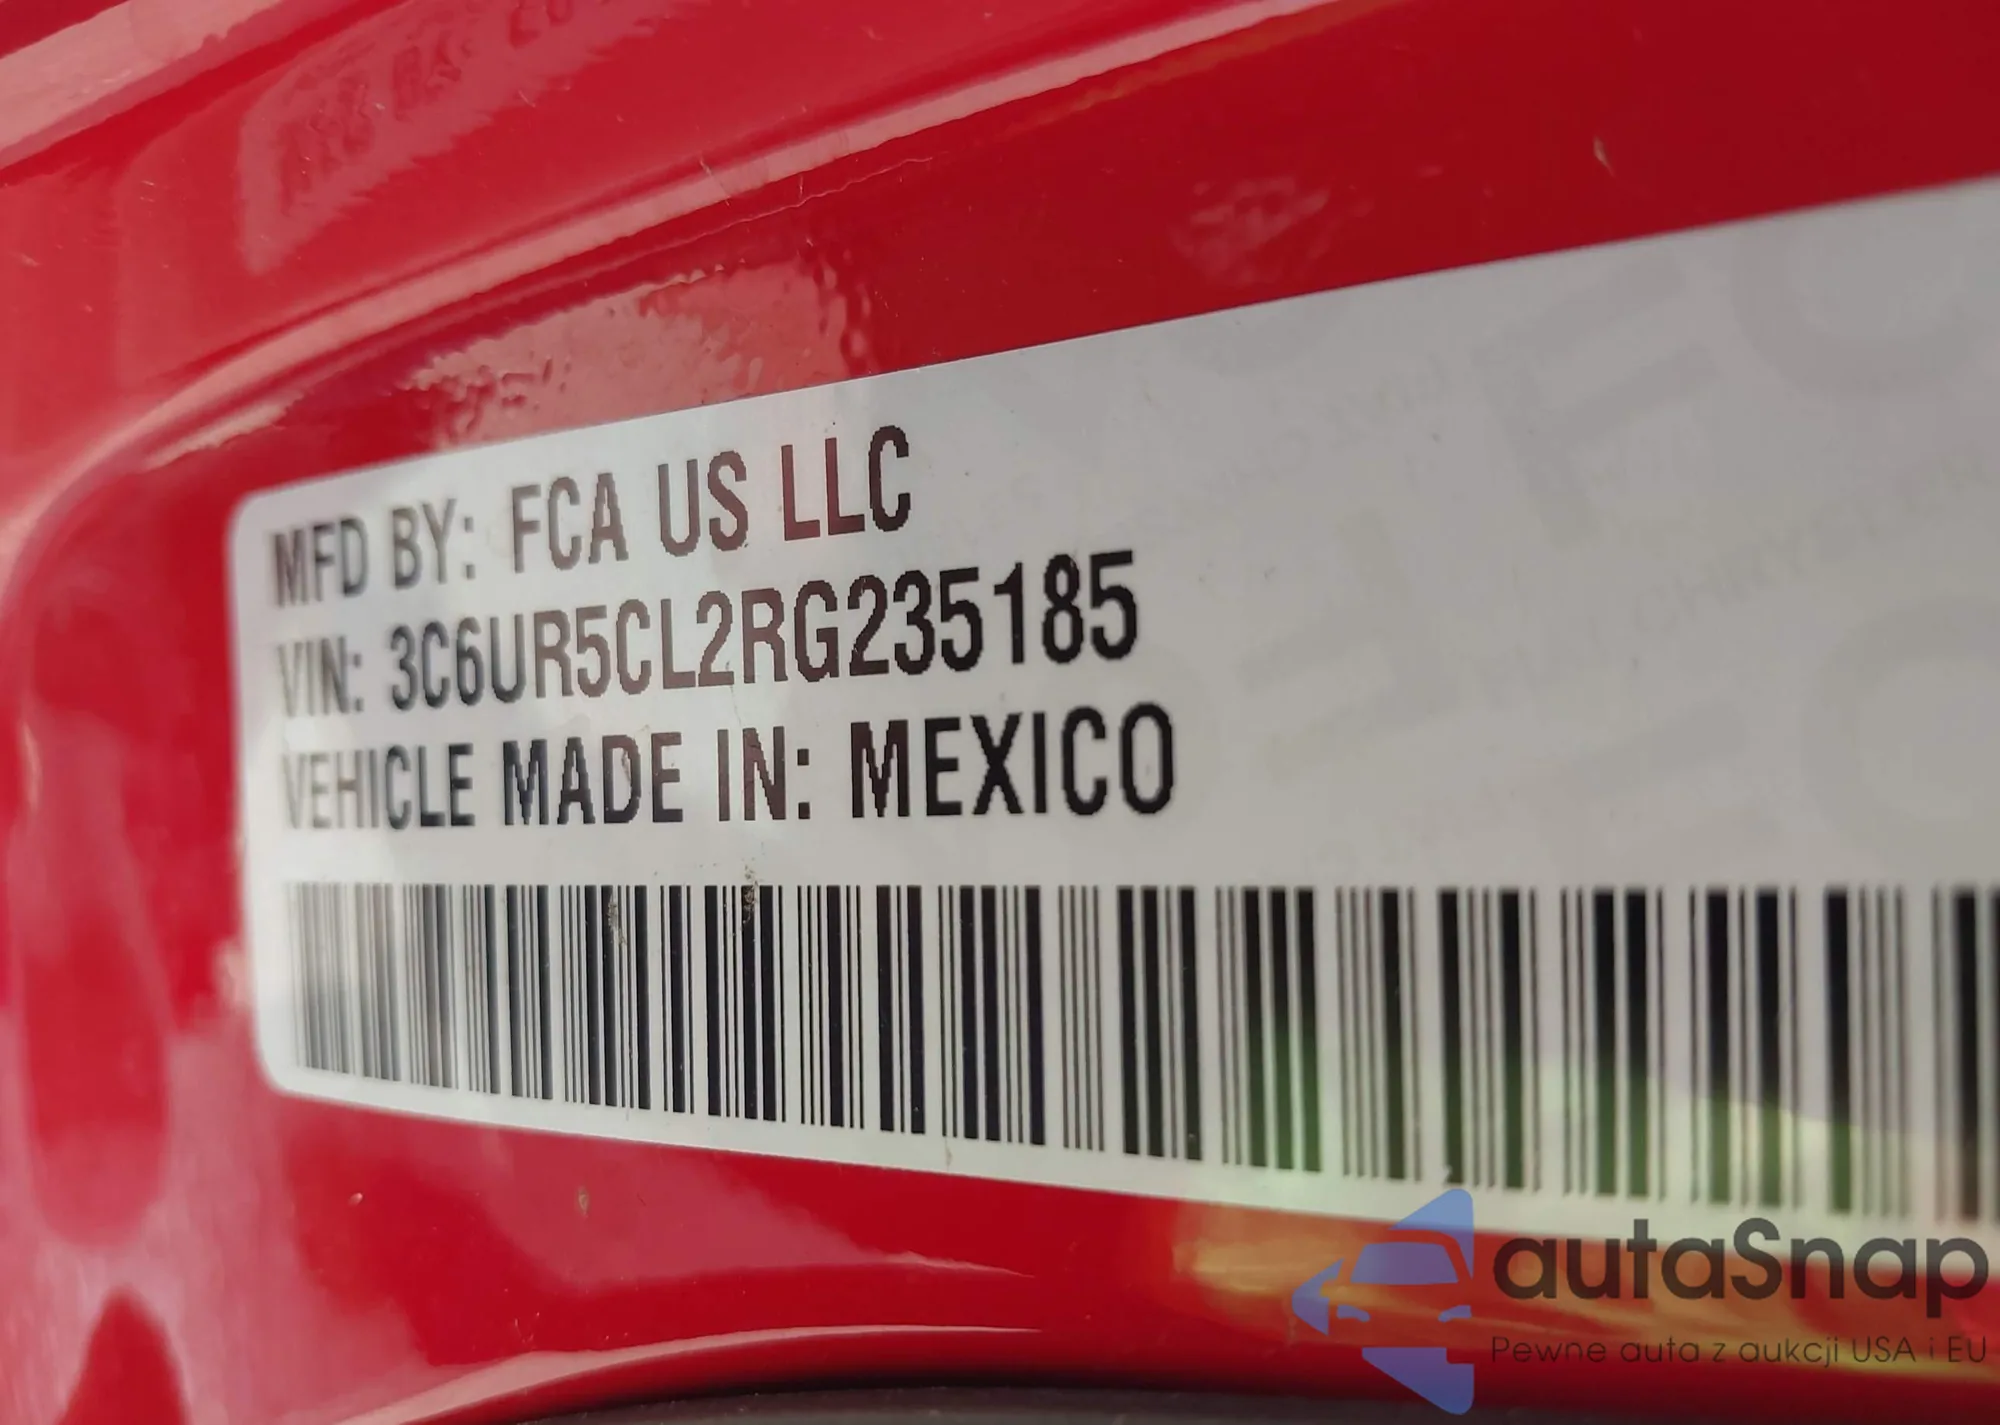 MFD BY: FCA US LLC
VIN: 3C6UR5CL2RG235185
VEHICLE MADE IN: MEXICO
autaSnap
Pewne auta z aukcji USA i EU